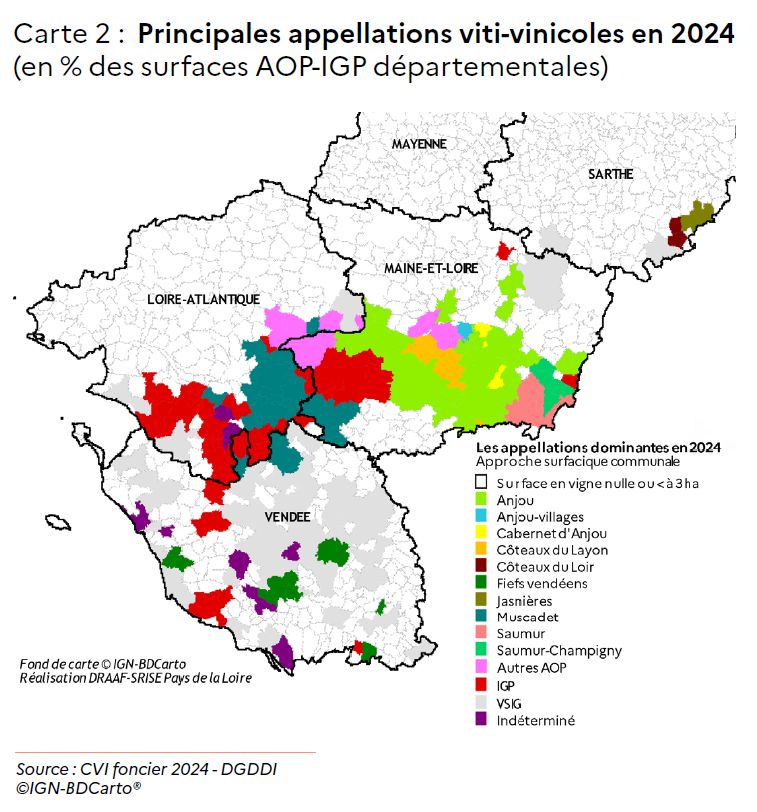 Carte 2 : Principales appellations viti-vinicoles en 2024
(en % des surfaces AOP-IGP départementales)
MAYENNE
SARTHE
MAINE-ET-LOIRE
LOIRE-ATLANTIQUE
VENDEE
Les appellations dominantes en 2024
Approche surfacique communale
Surface en vigne nulle ou < à 3 ha
Anjou
Anjou-villages
Cabernet d'Anjou
Côteaux du Layon
Côteaux du Loir
Fiefs vendéens
Jasnières
Muscadet
Saumur
Saumur-Champigny
Autres AOP
IGP
VSIG
Indéterminé
Fond de carte © IGN-BDCarto
Réalisation DRAAF-SRISE Pays de la Loire
Source : CVI foncier 2024 - DGDDI
©IGN-BDCarto®